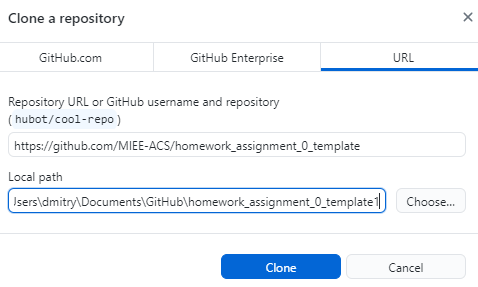 Clone a repository
GitHub.com
GitHub Enterprise
URL
Repository URL or GitHub username and repository
( hubot/cool-repo )
https://github.com/MIEE-ACS/homework_assignment_0_template
Local path
Jsers\dmitry\Documents\GitHub\homework_assignment_0_template1
Choose...
Clone
Cancel